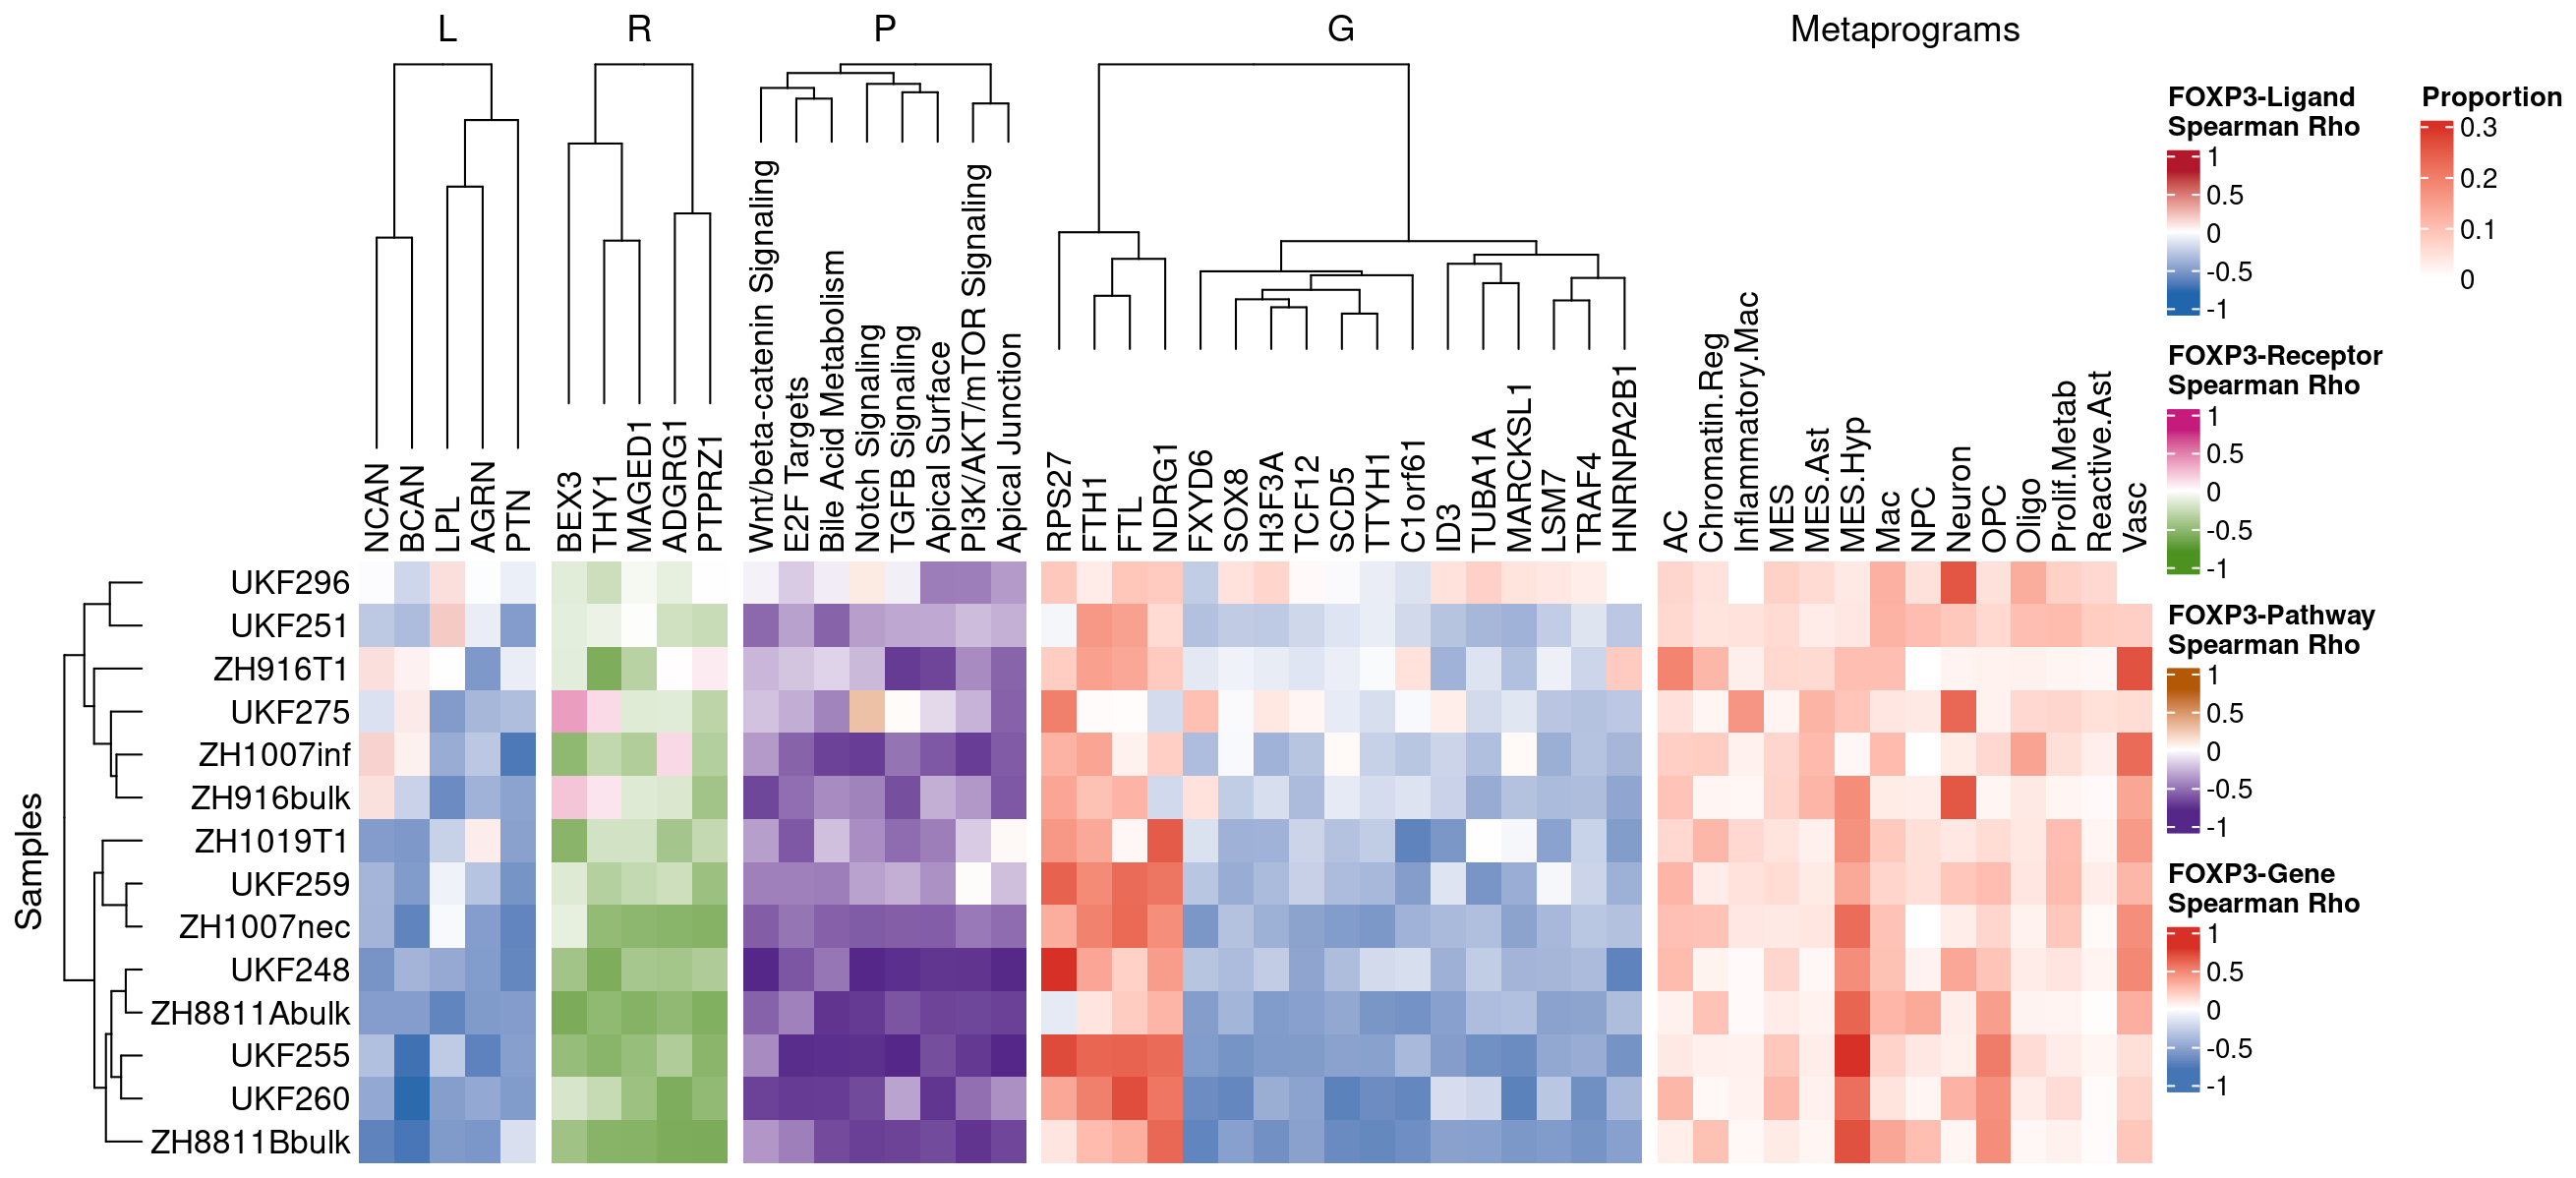 L
R
P
G
Metaprograms
NCAN
BCAN
LPL
AGRN
PTN
BEX3
THY1
MAGED1
ADGRG1
PTPRZ1
Wnt/beta-catenin Signaling
E2F Targets
Bile Acid Metabolism
Notch Signaling
TGFB Signaling
Apical Surface
PI3K/AKT/mTOR Signaling
Apical Junction
RPS27
FTH1
FTL
NDRG1
FXYD6
SOX8
H3F3A
TCF12
SCD5
TTYH1
C1orf61
ID3
TUBA1A
MARCKSL1
LSM7
TRAF4
HNRNPA2B1
AC
Chromatin.Reg
Inflammatory.Mac
MES
MES.Ast
MES.Hyp
Mac
NPC
Neuron
OPC
Oligo
Prolif.Metab
Reactive.Ast
Vasc
Samples
UKF296
UKF251
ZH916T1
UKF275
ZH1007inf
ZH916bulk
ZH1019T1
UKF259
ZH1007nec
UKF248
ZH8811Abulk
UKF255
UKF260
ZH8811Bbulk
FOXP3-Ligand
Spearman Rho
1
0.5
0
-0.5
-1
FOXP3-Receptor
Spearman Rho
1
0.5
0
-0.5
-1
FOXP3-Pathway
Spearman Rho
1
0.5
0
-0.5
-1
FOXP3-Gene
Spearman Rho
1
0.5
0
-0.5
-1
Proportion
0.3
0.2
0.1
0